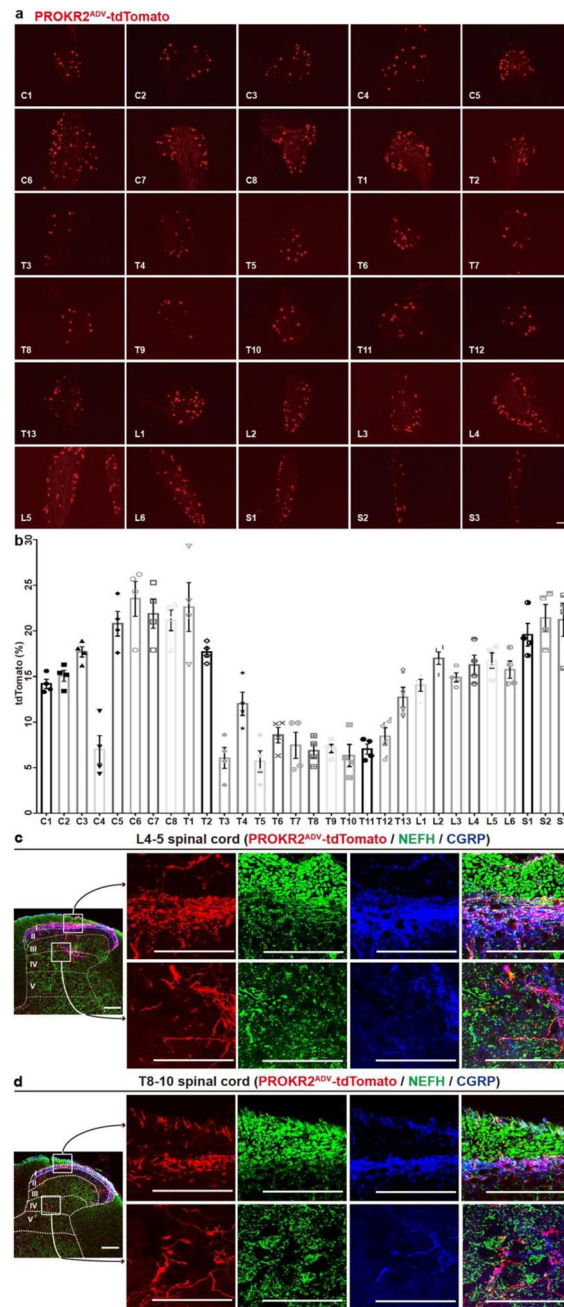 a PROKR2ADV-tdTomato
C1 C2 C3 C4 C5
C6 C7 C8 T1 T2
T3 T4 T5 T6 T7
T8 T9 T10 T11 T12
T13 L1 L2 L3 L4
L5 L6 S1 S2 S3
b
30
25
20
15
10
5
0
tdTomato (%)
C1 C2 C3 C4 C5 C6 C7 C8 T1 T2 T3 T4 T5 T6 T7 T8 T9 T10 T11 T12 T13 L1 L2 L3 L4 L5 L6 S1 S2
c L4-5 spinal cord (PROKR2ADV-tdTomato / NEFH / CGRP)
I
II
III
IV
V
d T8-10 spinal cord (PROKR2ADV-tdTomato / NEFH / CGRP)
I
II
III
IV
V